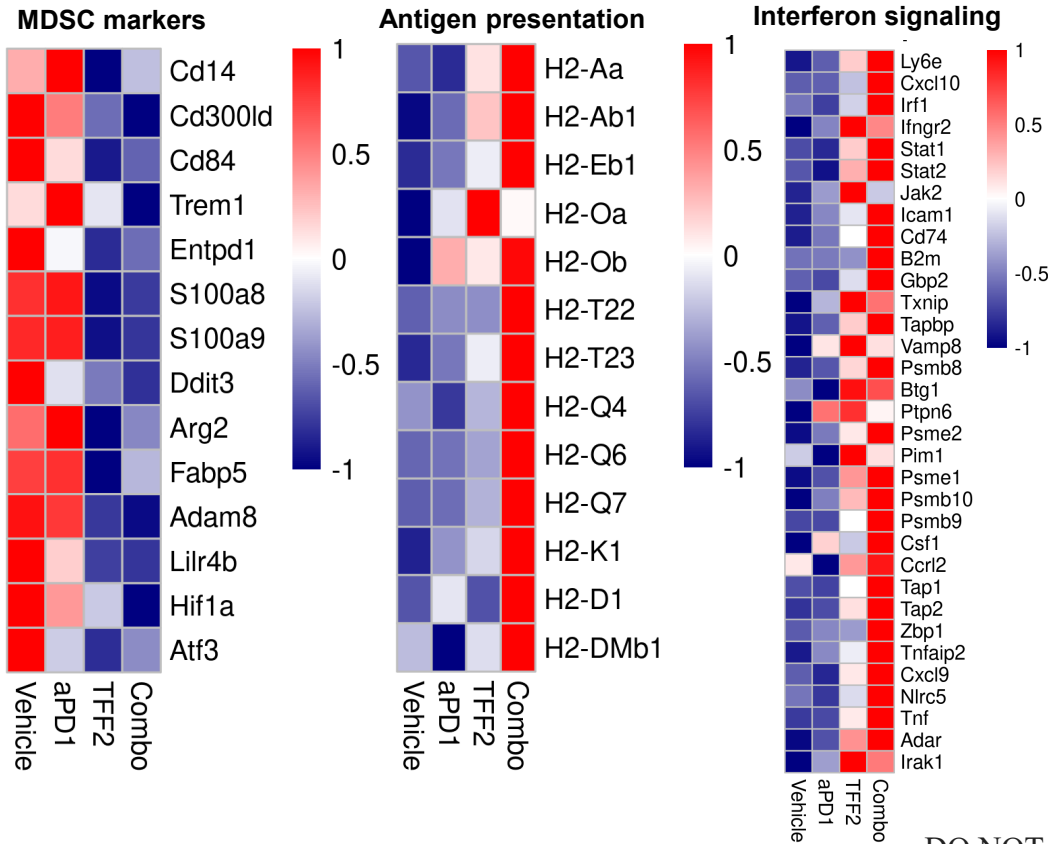 MDSC markers
Cd14
Cd300ld
Cd84
Trem1
Entpd1
S100a8
S100a9
Ddit3
Arg2
Fabp5
Adam8
Lilr4b
Hif1a
Atf3
1
0.5
0
-0.5
-1
Vehicle
aPD1
TFF2
Combo
Antigen presentation
H2-Aa
H2-Ab1
H2-Eb1
H2-Oa
H2-Ob
H2-T22
H2-T23
H2-Q4
H2-Q6
H2-Q7
H2-K1
H2-D1
H2-DMb1
1
0.5
0
-0.5
-1
Vehicle
aPD1
TFF2
Combo
Interferon signaling
Ly6e
Cxcl10
Irf1
Ifngr2
Stat1
Stat2
Jak2
Icam1
Cd74
B2m
Gbp2
Txnip
Tapbp
Vamp8
Psmb8
Btg1
Ptpn6
Psme2
Pim1
Psme1
Psmb10
Psmb9
Csf1
Ccrl2
Tap1
Tap2
Zbp1
Tnfaip2
Cxcl9
Nlrc5
Tnf
Adar
Irak1
1
0.5
0
-0.5
-1
Vehicle
aPD1
TFF2
Combo
DO NOT